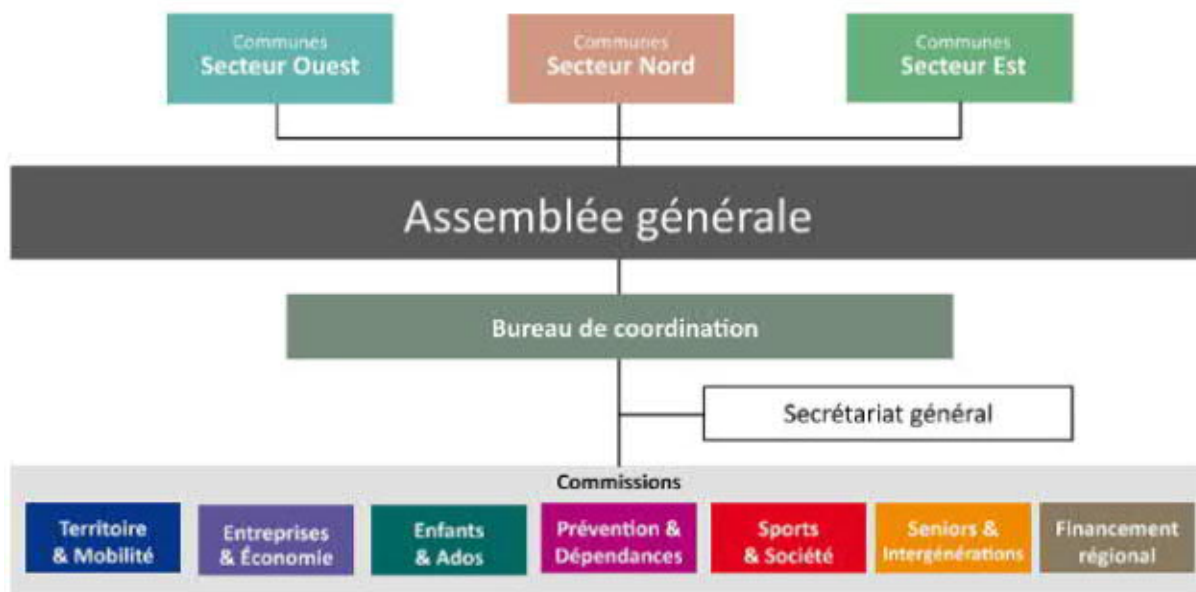 Communes
Secteur Ouest
Communes
Secteur Nord
Communes
Secteur Est
Assemblée générale
Bureau de coordination
Secrétariat général
Commissions
Territoire
& Mobilité
Entreprises
& Économie
Enfants
& Ados
Prévention &
Dépendances
Sports
& Société
Seniors &
Intergénérations
Financement
régional